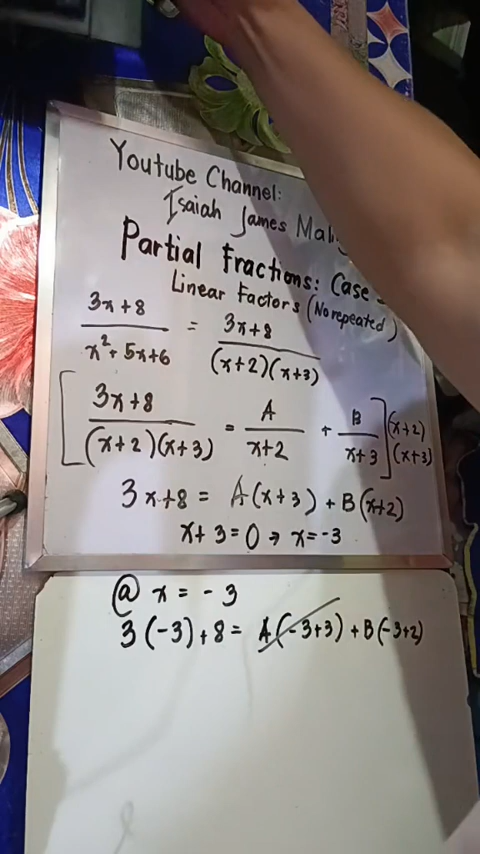 Youtube Channel:
Isaiah James
Partial Fractions: Case
Linear Factors (No repeated)
3x+8 / x²+5x+6 = 3x+8 / (x+2)(x+3)
[3x+8 / (x+2)(x+3) = A / x+2 + B / x+3] (x+2)(x+3)
3x+8 = A(x+3) + B(x+2)
x+3=0 → x=-3
@ x = -3
3(-3)+8 = A(-3+3) + B(-3+2)